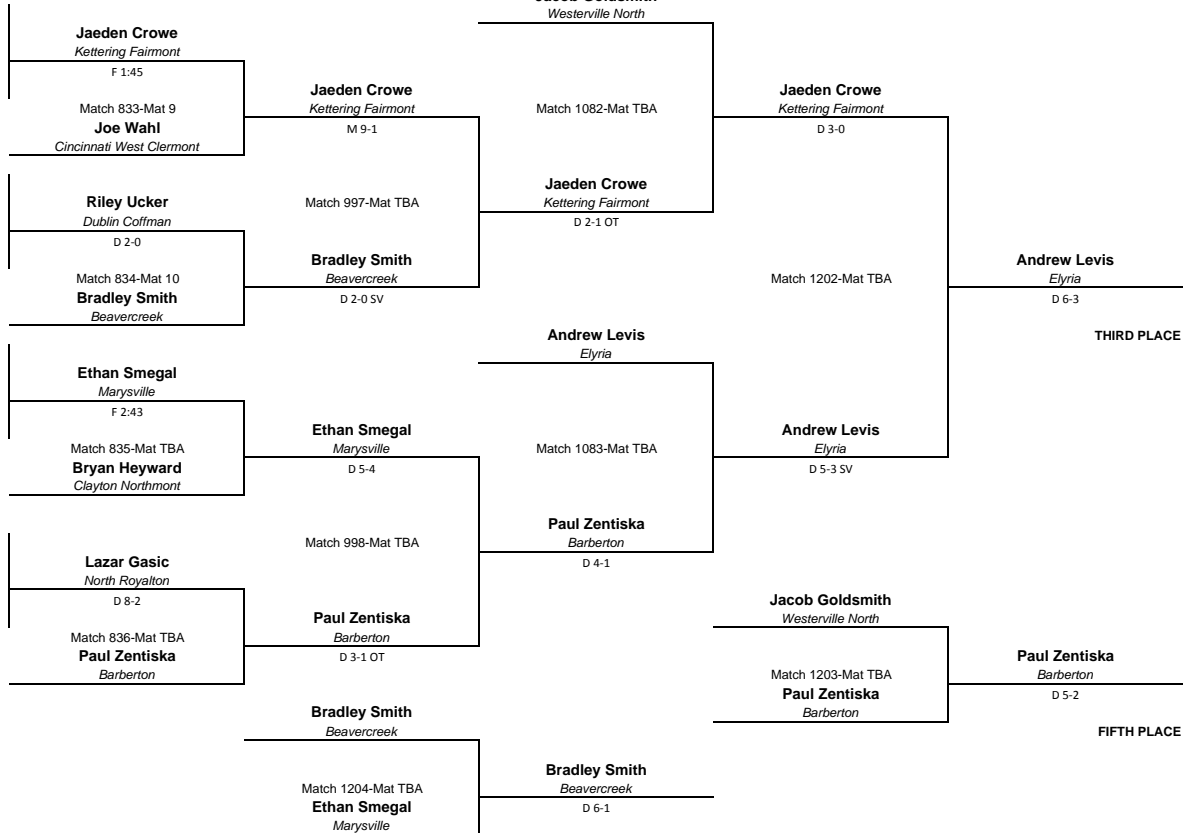 Jacob Goldsmith
Westerville North
Jaeden Crowe
Kettering Fairmont
F 1:45
Match 833-Mat 9
Joe Wahl
Cincinnati West Clermont
Jaeden Crowe
Kettering Fairmont
M 9-1
Match 1082-Mat TBA
Jaeden Crowe
Kettering Fairmont
D 3-0
Riley Ucker
Dublin Coffman
D 2-0
Match 834-Mat 10
Bradley Smith
Beavercreek
Match 997-Mat TBA
Jaeden Crowe
Kettering Fairmont
D 2-1 OT
Bradley Smith
Beavercreek
D 2-0 SV
Match 1202-Mat TBA
Andrew Levis
Elyria
D 6-3
THIRD PLACE
Andrew Levis
Elyria
Ethan Smegal
Marysville
F 2:43
Match 835-Mat TBA
Bryan Heyward
Clayton Northmont
Ethan Smegal
Marysville
D 5-4
Match 1083-Mat TBA
Andrew Levis
Elyria
D 5-3 SV
Match 998-Mat TBA
Paul Zentiska
Barberton
D 4-1
Lazar Gasic
North Royalton
D 8-2
Match 836-Mat TBA
Paul Zentiska
Barberton
Paul Zentiska
Barberton
D 3-1 OT
Jacob Goldsmith
Westerville North
Match 1203-Mat TBA
Paul Zentiska
Barberton
Paul Zentiska
Barberton
D 5-2
FIFTH PLACE
Bradley Smith
Beavercreek
Match 1204-Mat TBA
Ethan Smegal
Marysville
Bradley Smith
Beavercreek
D 6-1